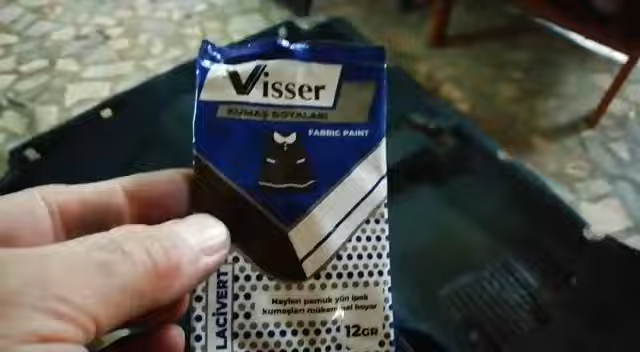 Visser
KUMAŞ BOYALARI
FABRIC PAINT
LACİVERT
Naylon pamuk yün ipek
kumaşları mükemmel boyar
12GR